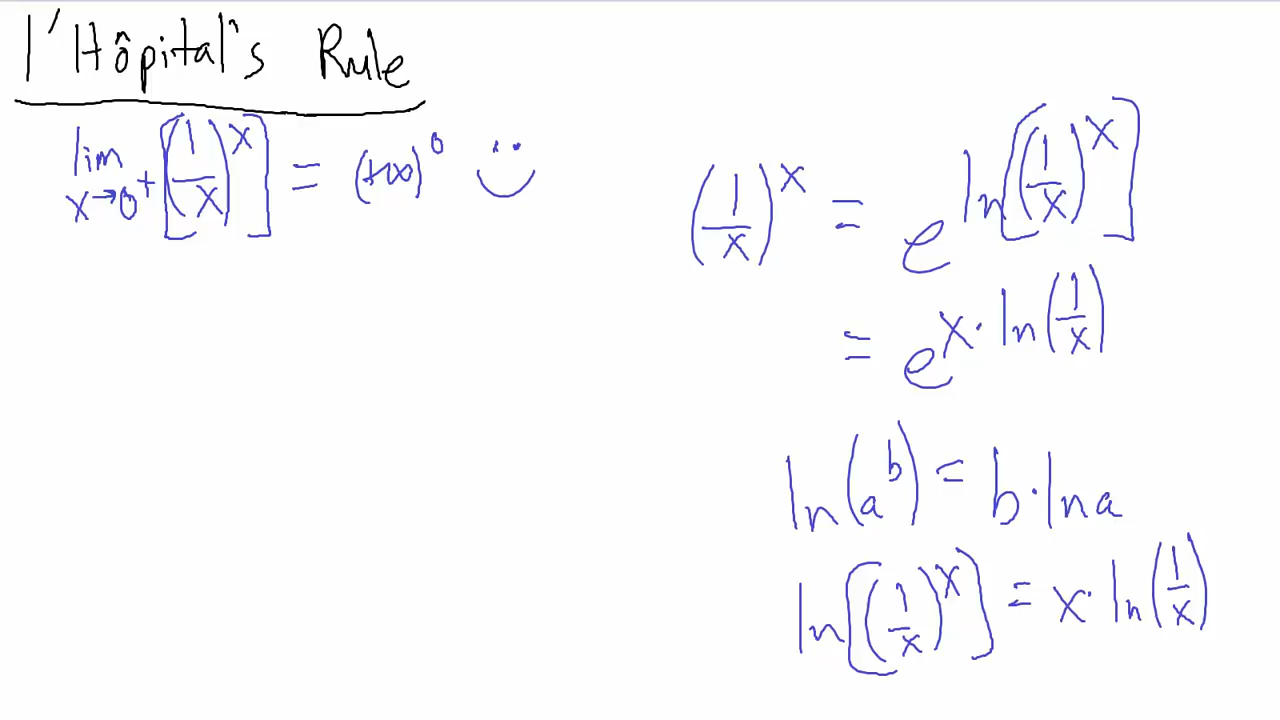 l'Hôpital's Rule
lim x→0⁺ [(1/x)^x] = (+∞)^0
(1/x)^x = e^ln[(1/x)^x]
= e^x·ln(1/x)
ln(a^b) = b·ln a
ln[(1/x)^x] = x·ln(1/x)